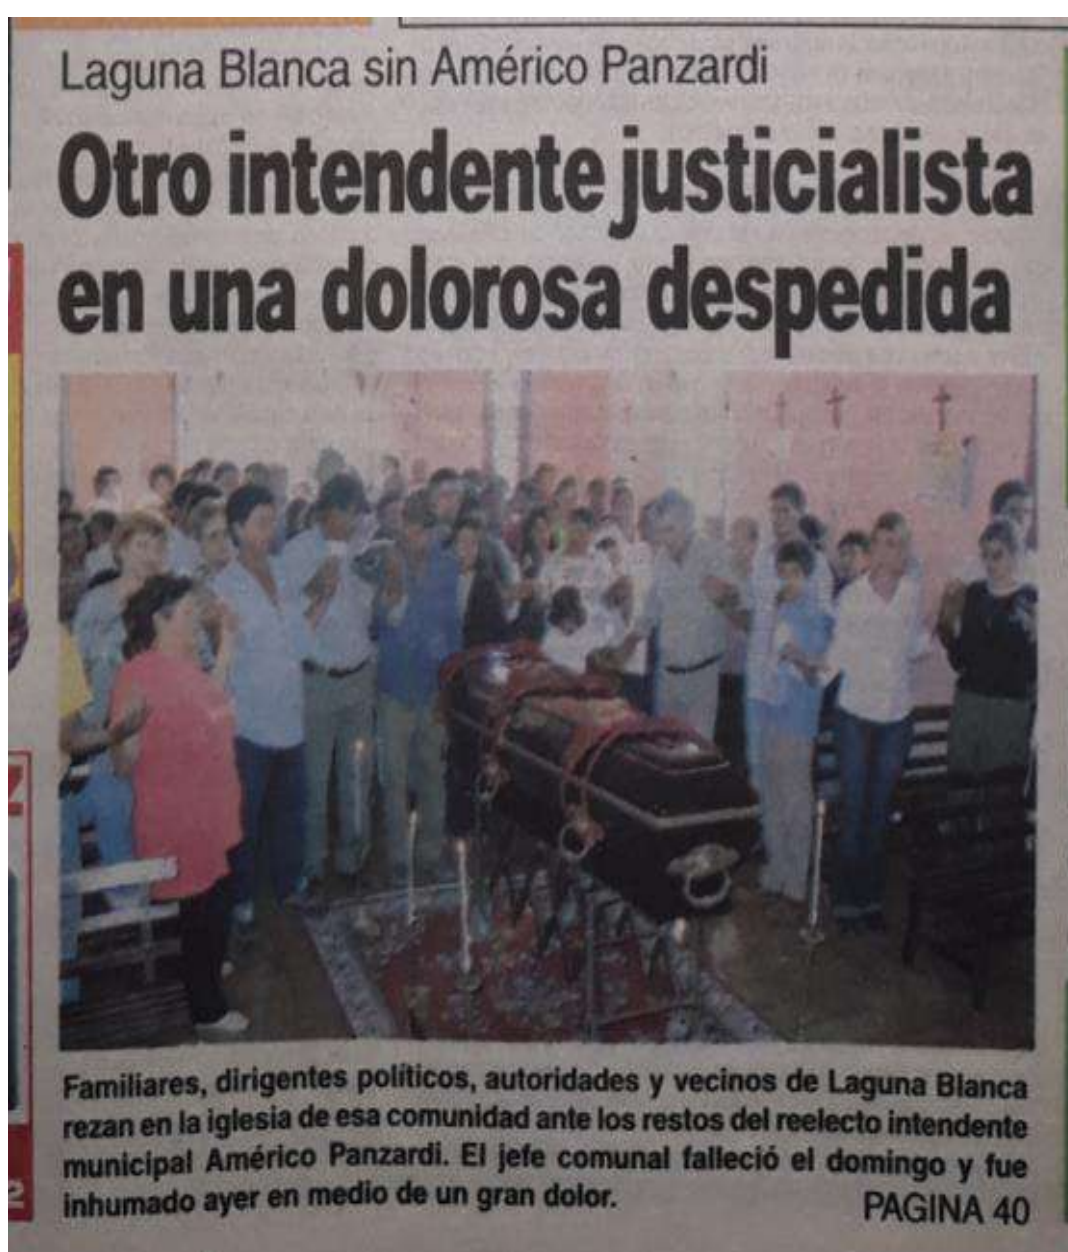 Laguna Blanca sin Américo Panzardi
Otro intendente justicialista
en una dolorosa despedida
Familiares, dirigentes políticos, autoridades y vecinos de Laguna Blanca
rezan en la iglesia de esa comunidad ante los restos del reelecto intendente
municipal Américo Panzardi. El jefe comunal falleció el domingo y fue
inhumado ayer en medio de un gran dolor.
PAGINA 40